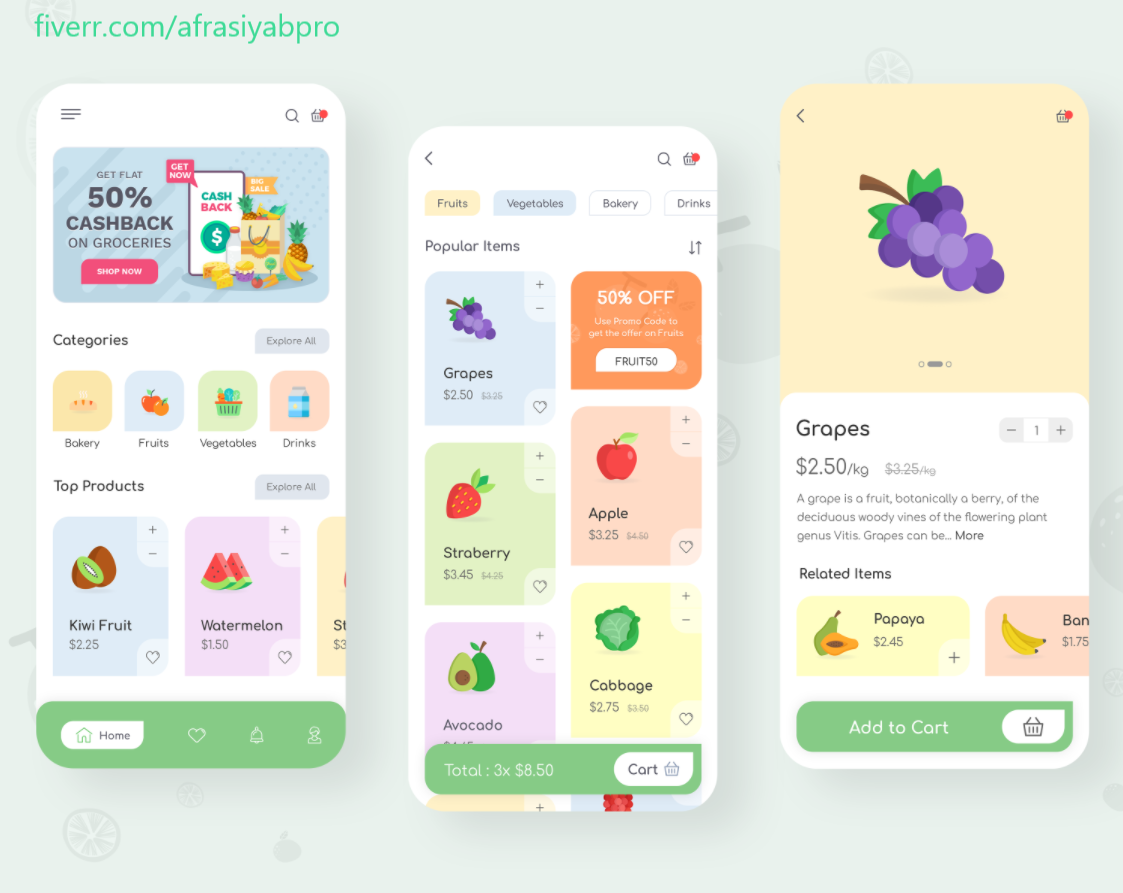 fiverr.com/afrasiyabpro
GET FLAT
50%
CASHBACK
ON GROCERIES
SHOP NOW
GET
NOW
CASH
BACK
BIG
SALE
$
Categories
Explore All
Bakery
Fruits
Vegetables
Drinks
Top Products
Explore All
Kiwi Fruit
$2.25
Watermelon
$1.50
St
$3
Home
Fruits
Vegetables
Bakery
Drinks
Popular Items
Grapes
$2.50 $3.25
50% OFF
Use Promo Code to
get the offer on Fruits
FRUIT50
Straberry
$3.45 $4.25
Apple
$3.25 $4.50
Avocado
Cabbage
$2.75 $3.50
Total : 3x $8.50
Cart
Grapes
− 1 +
$2.50/kg $3.25/kg
A grape is a fruit, botanically a berry, of the
deciduous woody vines of the flowering plant
genus Vitis. Grapes can be... More
Related Items
Papaya
$2.45
Ban
$1.75
Add to Cart